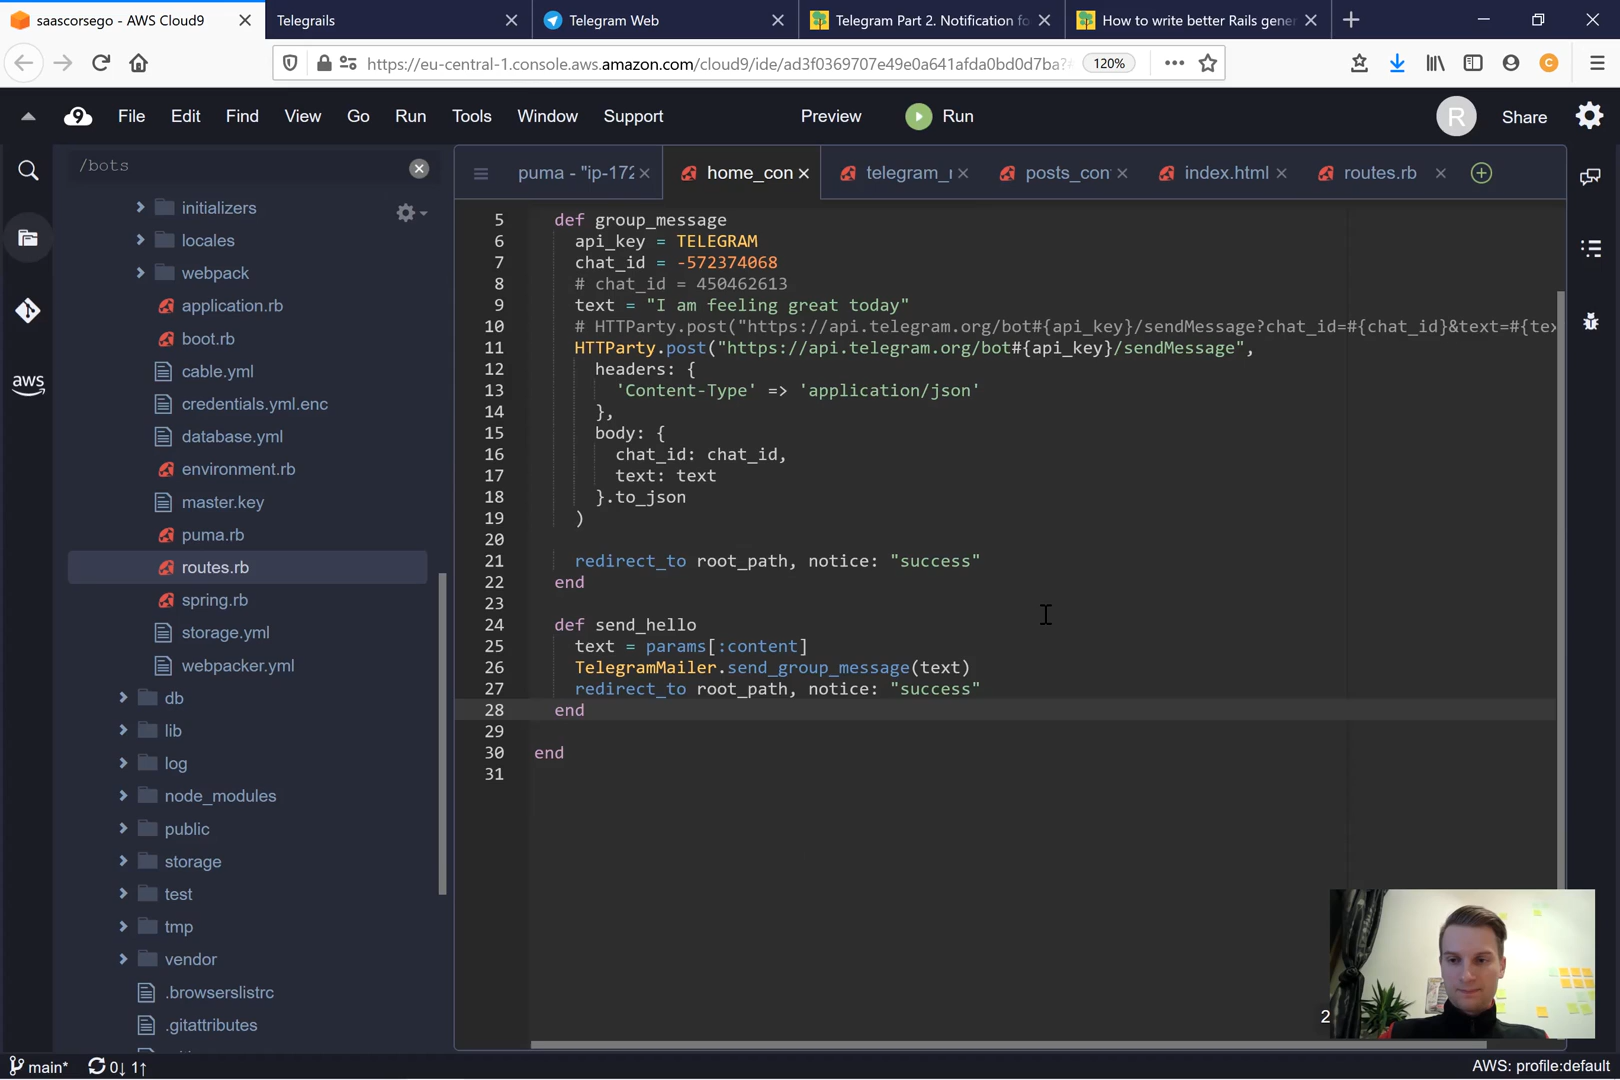 saascorsego - AWS Cloud9
Telegrails
Telegram Web
Telegram Part 2. Notification fo
How to write better Rails gener
https://eu-central-1.console.aws.amazon.com/cloud9/ide/ad3f0369707e49e0a641afda0bd0d7ba?#
120%
C
9
File Edit Find View Go Run Tools Window Support
Preview
Run
R
Share
/bots
puma - "ip-172
home_con
telegram_
posts_con
index.html
routes.rb
aws
initializers
locales
webpack
application.rb
boot.rb
cable.yml
credentials.yml.enc
database.yml
environment.rb
master.key
puma.rb
routes.rb
spring.rb
storage.yml
webpacker.yml
db
lib
log
node_modules
public
storage
test
tmp
vendor
.browserslistrc
.gitattributes
5 def group_message
6 api_key = TELEGRAM
7 chat_id = -572374068
8 # chat_id = 450462613
9 text = "I am feeling great today"
10 # HTTParty.post("https://api.telegram.org/bot#{api_key}/sendMessage?chat_id=#{chat_id}&text=#{tex
11 HTTParty.post("https://api.telegram.org/bot#{api_key}/sendMessage",
12 headers: {
13 'Content-Type' => 'application/json'
14 },
15 body: {
16 chat_id: chat_id,
17 text: text
18 }.to_json
19 )
20
21 redirect_to root_path, notice: "success"
22 end
23
24 def send_hello
25 text = params[:content]
26 TelegramMailer.send_group_message(text)
27 redirect_to root_path, notice: "success"
28 end
29
30 end
31
2
main* 0↓ 1↑
AWS: profile:default